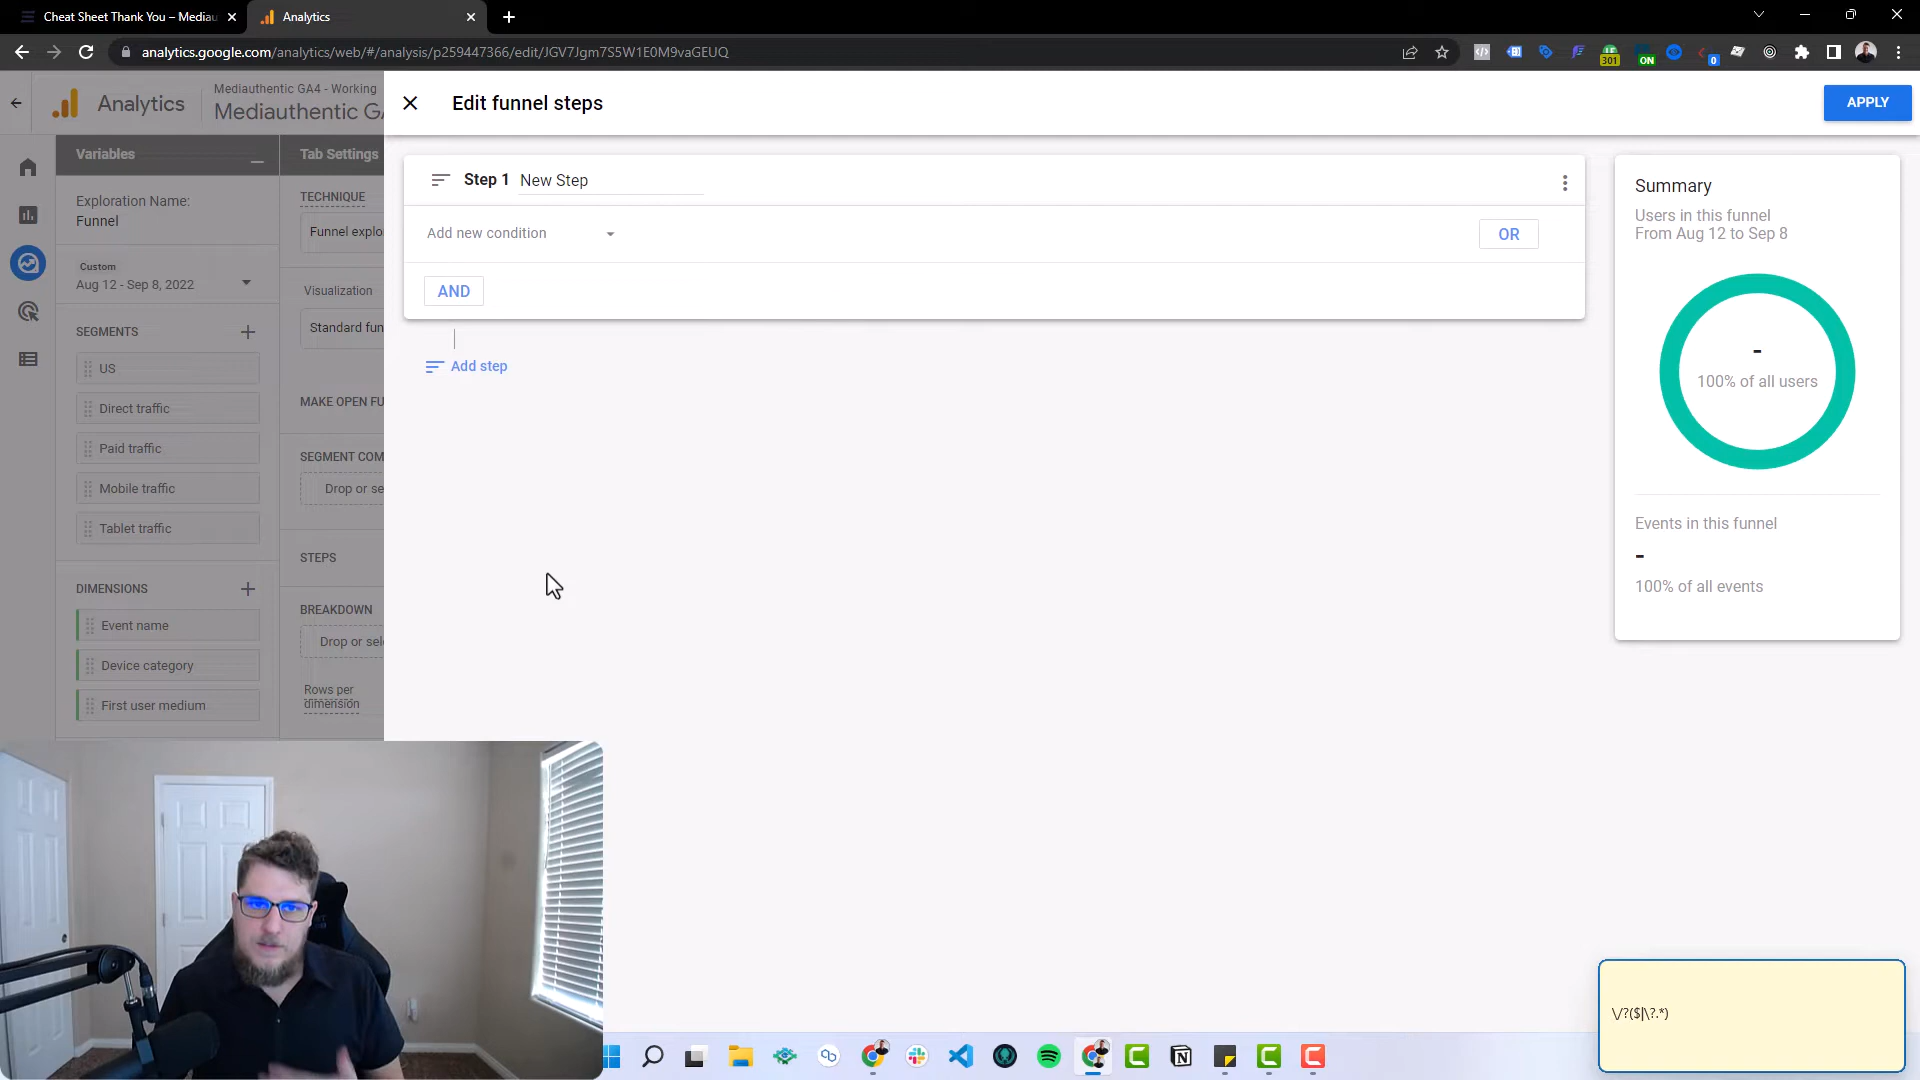 Cheat Sheet Thank You – Mediau
Analytics
analytics.google.com/analytics/web/#/analysis/p259447366/edit/JGV7Jgm7S5W1E0M9vaGEUQ
301
ON
0
Analytics
Mediauthentic GA4 - Working
Mediauthentic GA
Edit funnel steps
APPLY
Variables
Tab Settings
Exploration Name:
Funnel
Custom
Aug 12 - Sep 8, 2022
SEGMENTS
US
Direct traffic
Paid traffic
Mobile traffic
Tablet traffic
DIMENSIONS
Event name
Device category
First user medium
TECHNIQUE
Funnel explo
Visualization
Standard fun
MAKE OPEN FU
SEGMENT COM
Drop or se
STEPS
BREAKDOWN
Drop or sele
Rows per
dimension
Step 1 New Step
Add new condition
OR
AND
Add step
Summary
Users in this funnel
From Aug 12 to Sep 8
-
100% of all users
Events in this funnel
-
100% of all events
\/?($|\?.*)